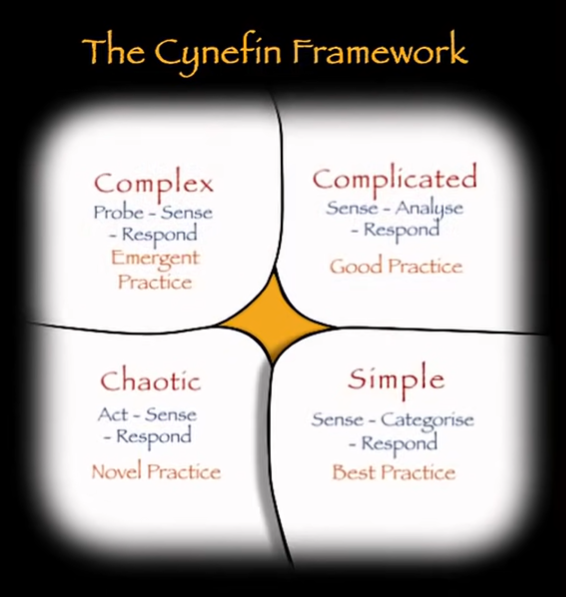 The Cynefin Framework
Complex
Probe - Sense
- Respond
Emergent
Practice
Complicated
Sense - Analyse
- Respond
Good Practice
Chaotic
Act - Sense
- Respond
Novel Practice
Simple
Sense - Categorise
- Respond
Best Practice